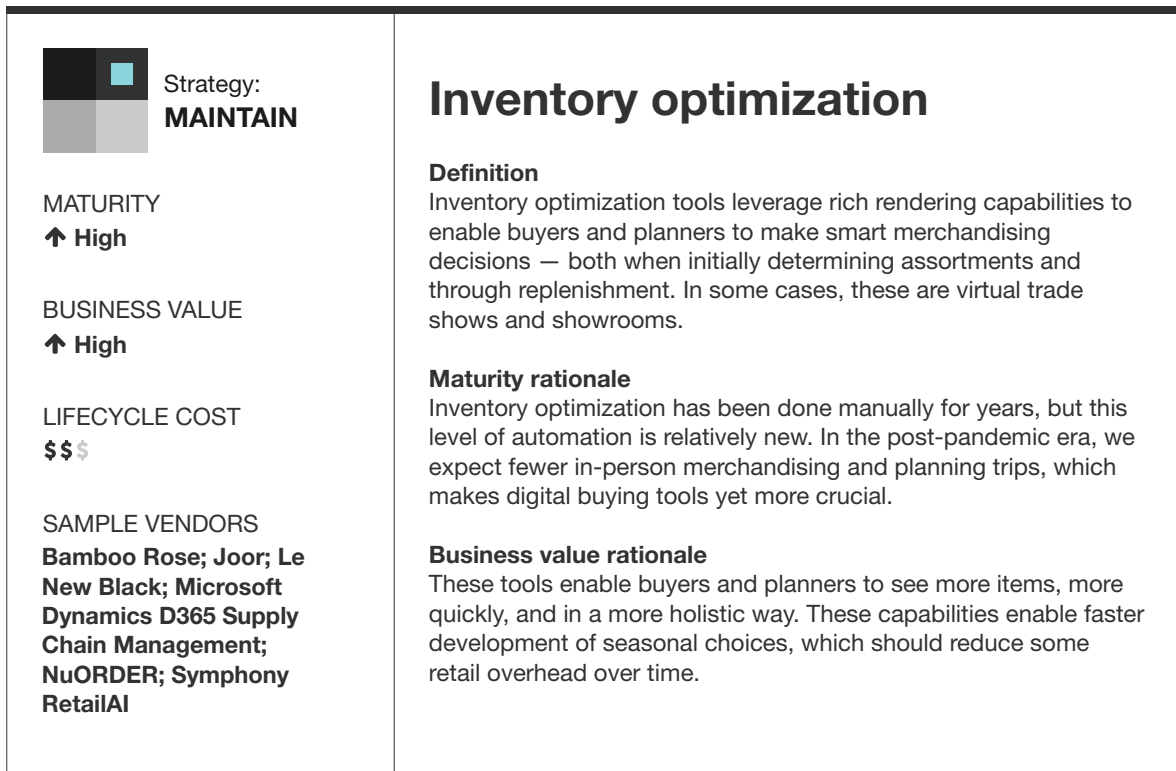 Strategy:
MAINTAIN
MATURITY
↑ High
BUSINESS VALUE
↑ High
LIFECYCLE COST
$$$
SAMPLE VENDORS
Bamboo Rose; Joor; Le
New Black; Microsoft
Dynamics D365 Supply
Chain Management;
NuORDER; Symphony
RetailAI
Inventory optimization
Definition
Inventory optimization tools leverage rich rendering capabilities to
enable buyers and planners to make smart merchandising
decisions — both when initially determining assortments and
through replenishment. In some cases, these are virtual trade
shows and showrooms.
Maturity rationale
Inventory optimization has been done manually for years, but this
level of automation is relatively new. In the post-pandemic era, we
expect fewer in-person merchandising and planning trips, which
makes digital buying tools yet more crucial.
Business value rationale
These tools enable buyers and planners to see more items, more
quickly, and in a more holistic way. These capabilities enable faster
development of seasonal choices, which should reduce some
retail overhead over time.